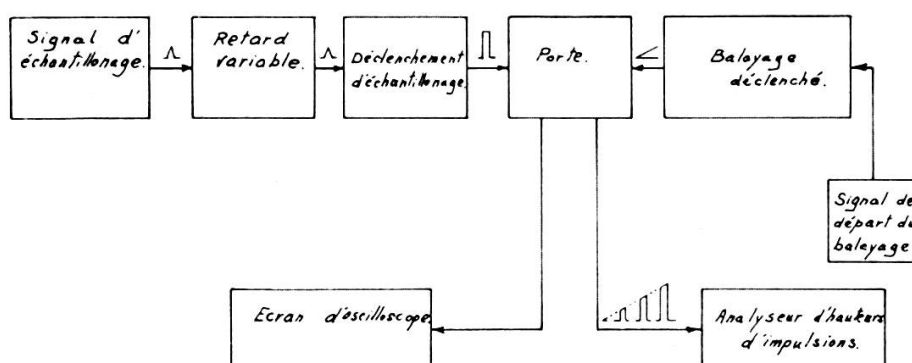 Signal d'
échantillonage.
Retard
variable.
Déclenchement
d'échantillonage.
Porte.
Balayage
déclenché.
Signal de
départ du
balayage
Ecran d'oscilloscope.
Analyseur d'hauteurs
d'impulsions.